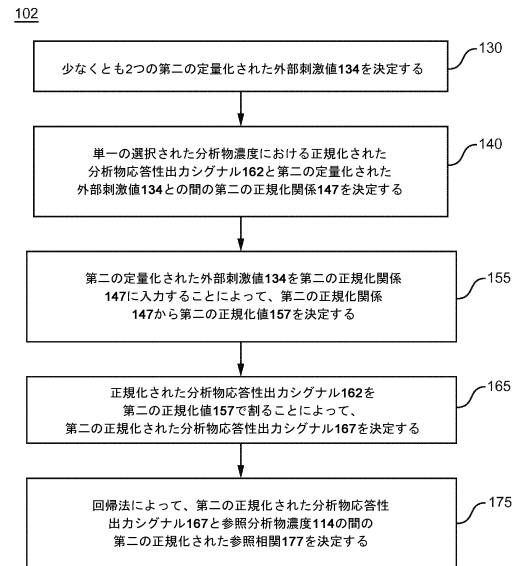 102
少なくとも2つの第二の定量化された外部刺激値134を決定する
130
単一の選択された分析物濃度における正規化された
分析物応答性出力シグナル162と第二の定量化された
外部刺激値134との間の第二の正規化関係147を決定する
140
第二の定量化された外部刺激値134を第二の正規化関係
147に入力することによって、第二の正規化関係
147から第二の正規化値157を決定する
155
正規化された分析物応答性出力シグナル162を
第二の正規化値157で割ることによって、
第二の正規化された分析物応答性出力シグナル167を決定する
165
回帰法によって、第二の正規化された分析物応答性
出力シグナル167と参照分析物濃度114の間の
第二の正規化された参照相関177を決定する
175